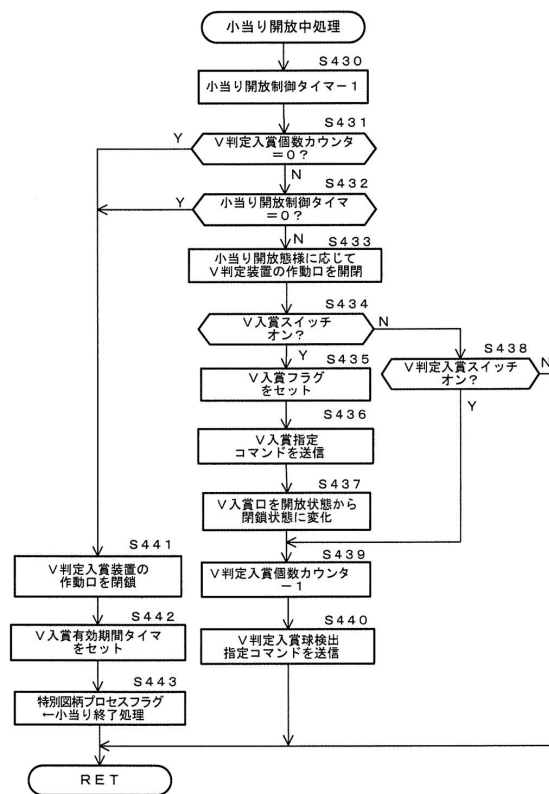 小当り開放中処理
S430
小当り開放制御タイマー1
S431
V判定入賞個数カウンタ
=0?
Y
N
S432
小当り開放制御タイマ
=0?
Y
N
S433
小当り開放態様に応じて
V判定装置の作動口を開閉
S434
V入賞スイッチ
オン?
N
Y
S435
V入賞フラグ
をセット
S438
V判定入賞スイッチ
オン?
N
Y
S436
V入賞指定
コマンドを送信
S437
V入賞口を開放状態から
閉鎖状態に変化
S439
V判定入賞個数カウンタ
-1
S440
V判定入賞球検出
指定コマンドを送信
S441
V判定入賞装置の
作動口を閉鎖
S442
V入賞有効期間タイマ
をセット
S443
特別図柄プロセスフラグ
←小当り終了処理
RET